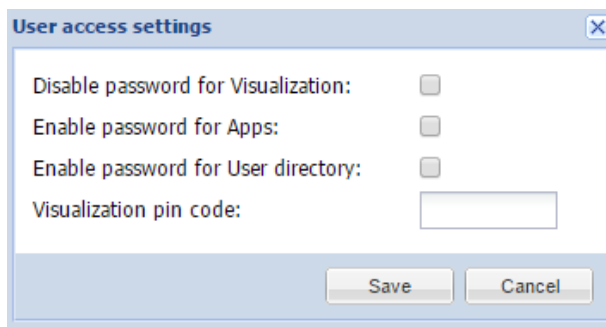 User access settings
Disable password for Visualization:
Enable password for Apps:
Enable password for User directory:
Visualization pin code:
Save Cancel